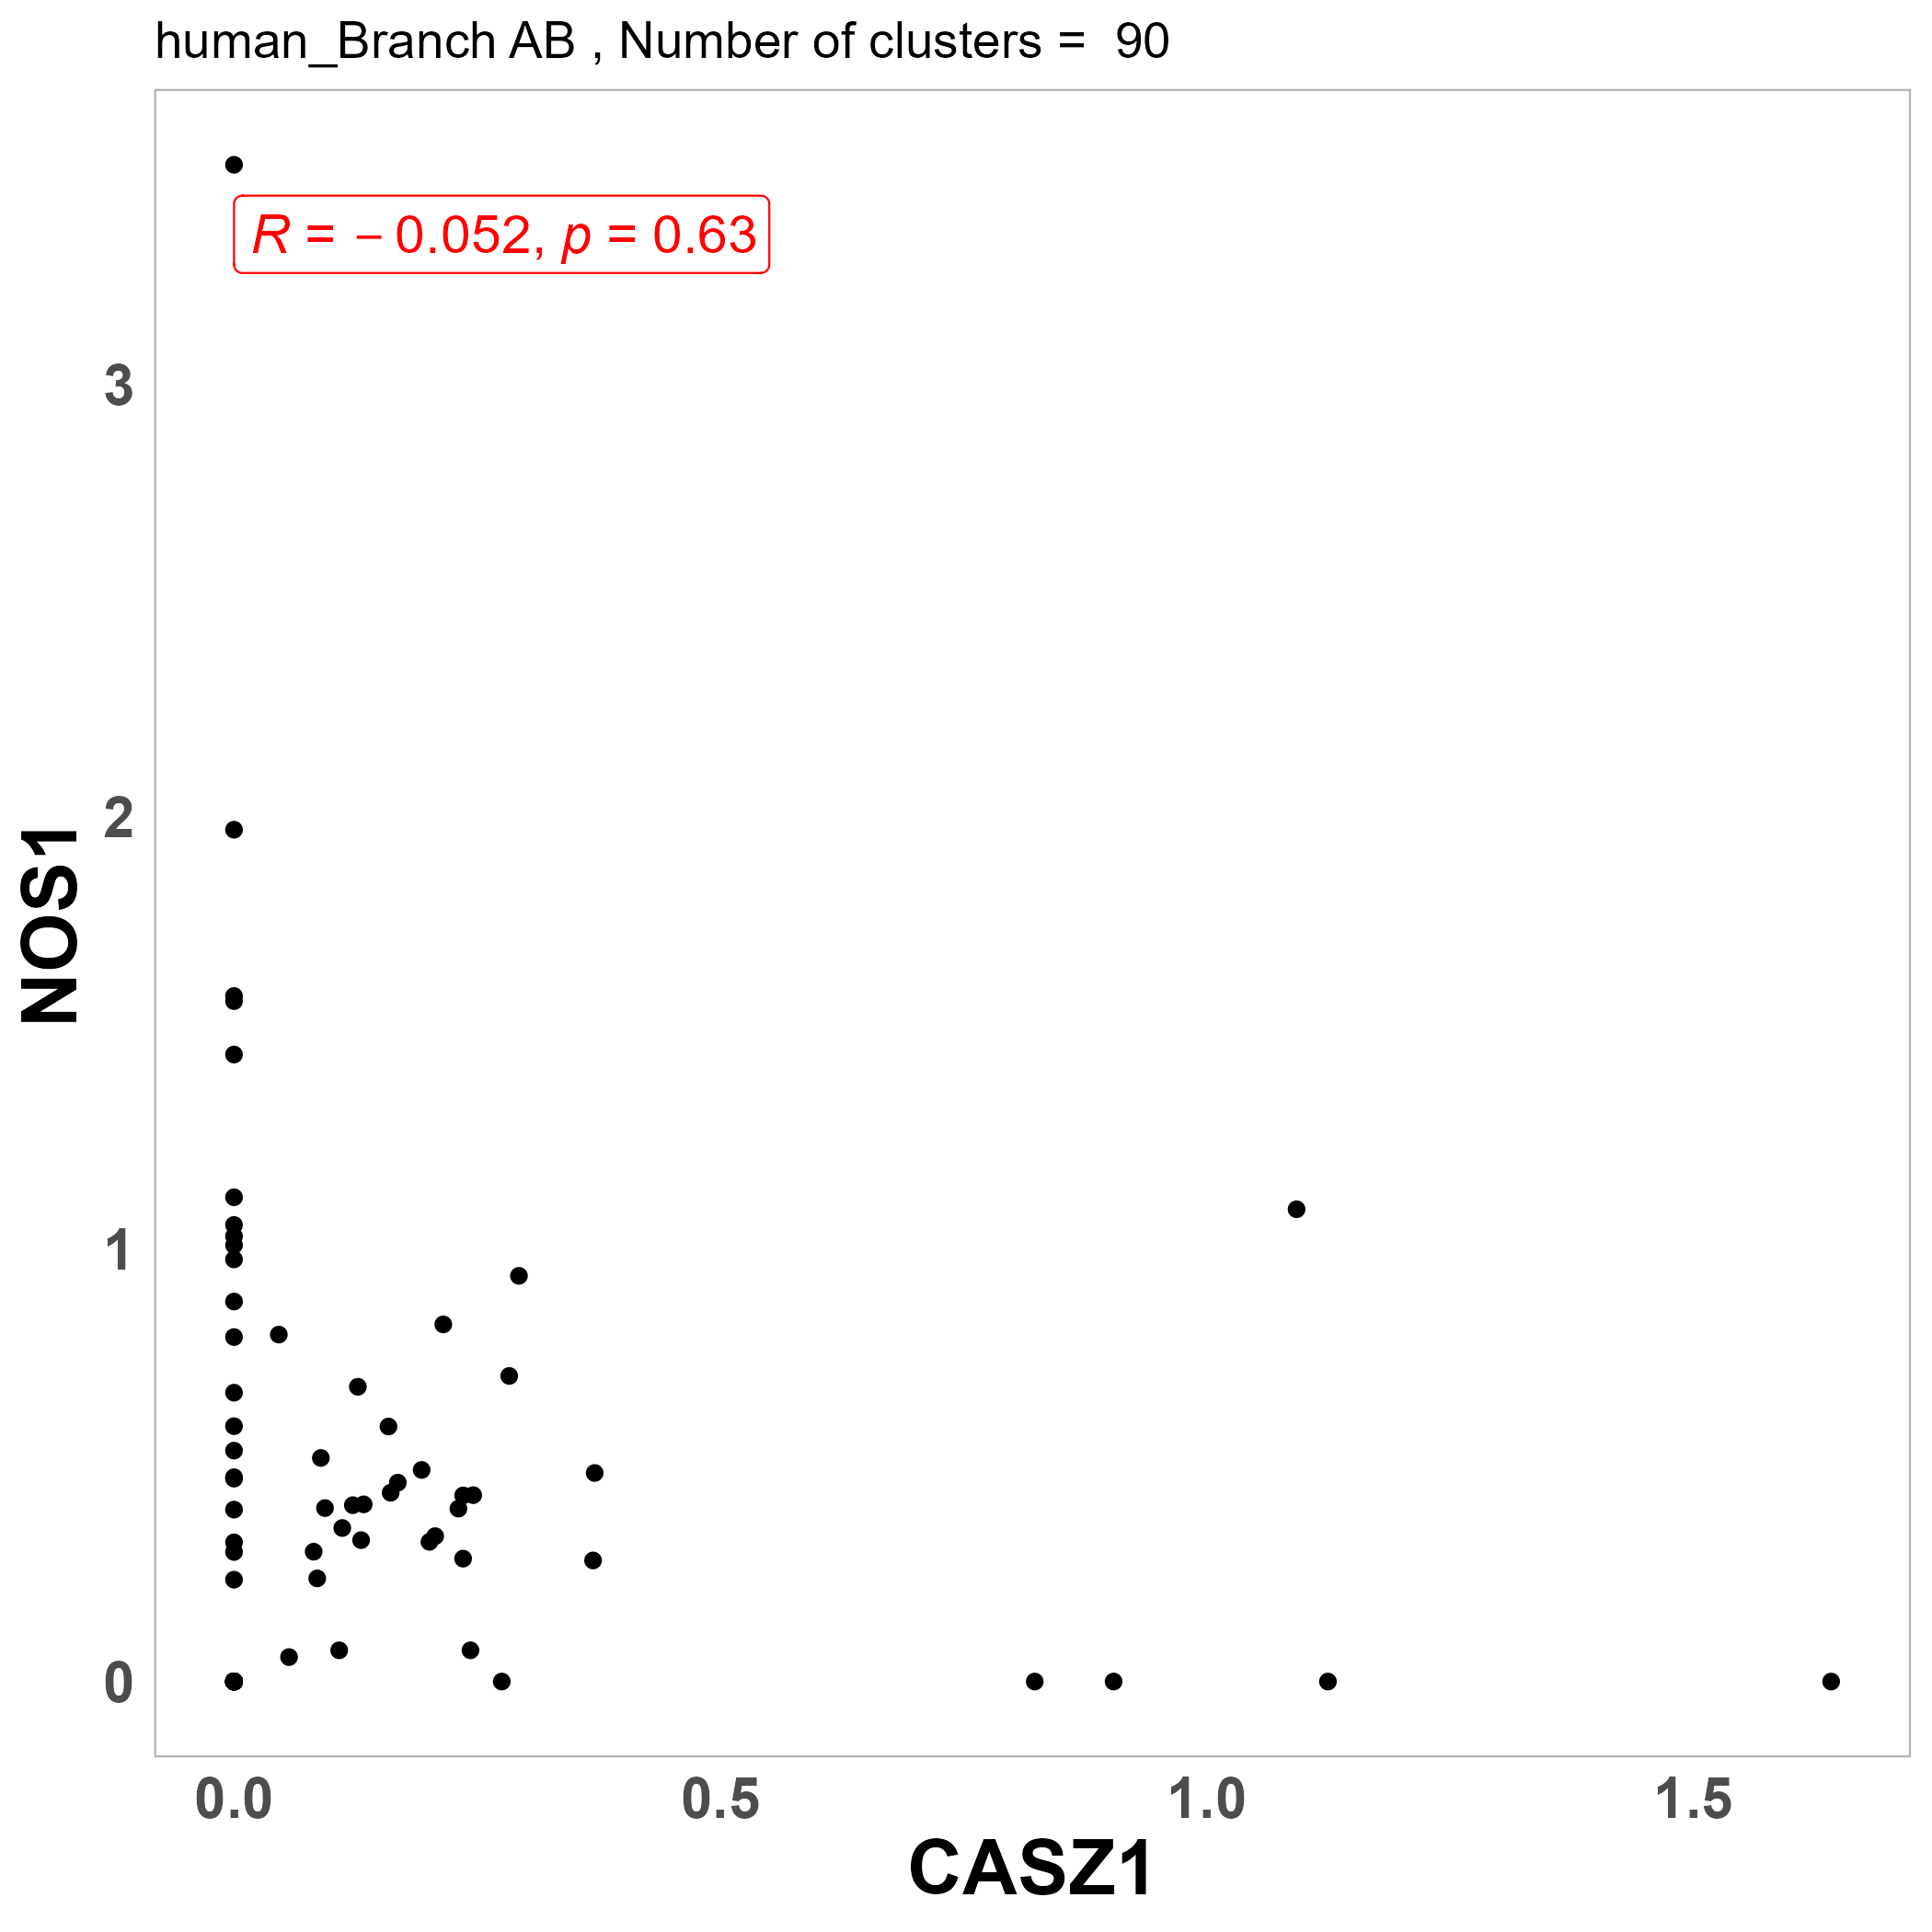 human_Branch AB , Number of clusters =  90
R = − 0.052, p = 0.63
3
2
1
0
NOS1
0.0 0.5 1.0 1.5
CASZ1